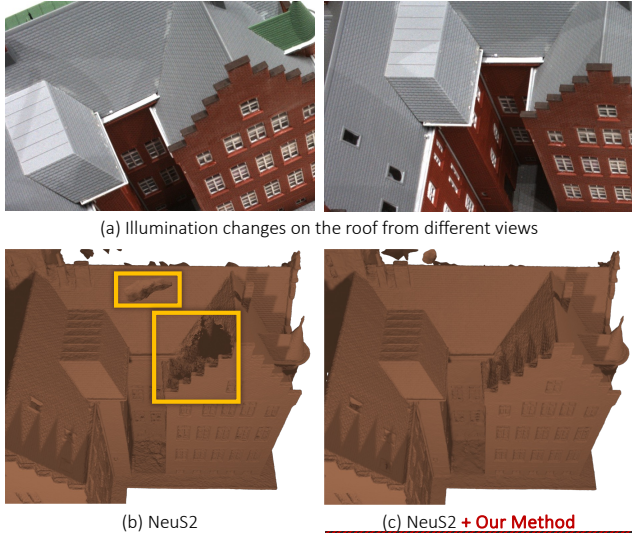 (a) Illumination changes on the roof from different views
(b) NeuS2
(c) NeuS2 + Our Method